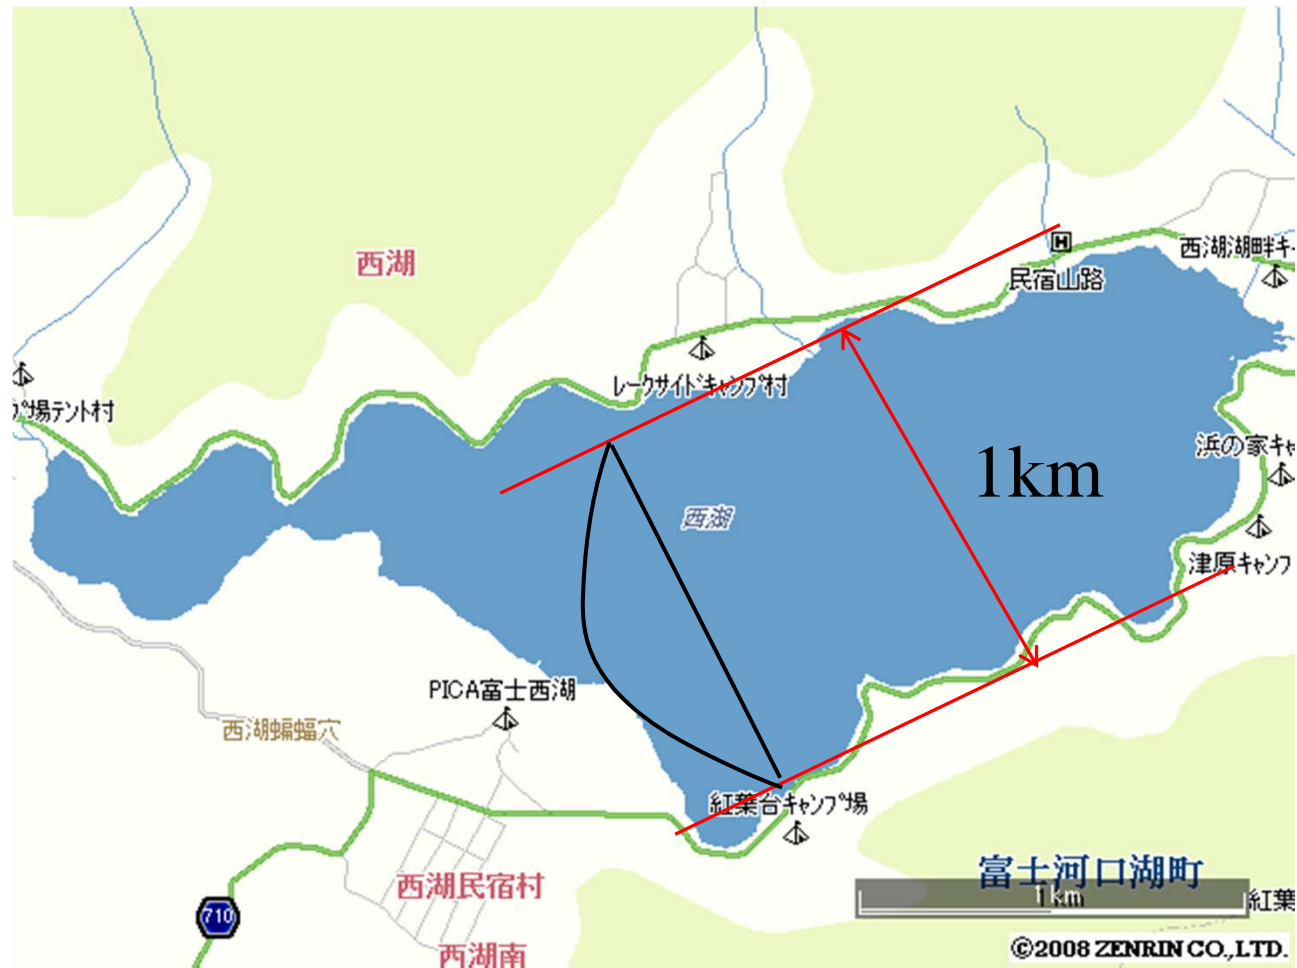 西湖
西湖湖畔キ
民宿山路
レークサイドキャンプ村
プ場テント村
浜の家キャ
1km
西湖
津原キャンフ
PICA富士西湖
西湖蝙蝠穴
紅葉台キャンプ場
富士河口湖町
西湖民宿村
1km
紅葉
710
西湖南
©2008 ZENRIN CO.,LTD.